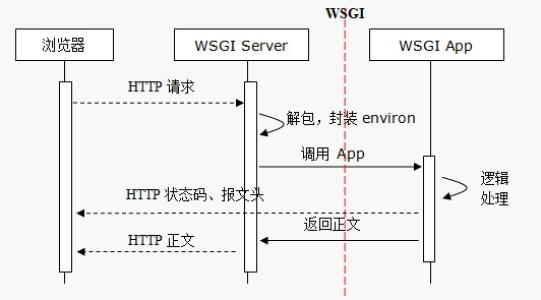 WSGI
浏览器
WSGI Server
WSGI App
HTTP 请求
解包，封装 environ
调用 App
逻辑
处理
HTTP 状态码、报文头
返回正文
HTTP 正文